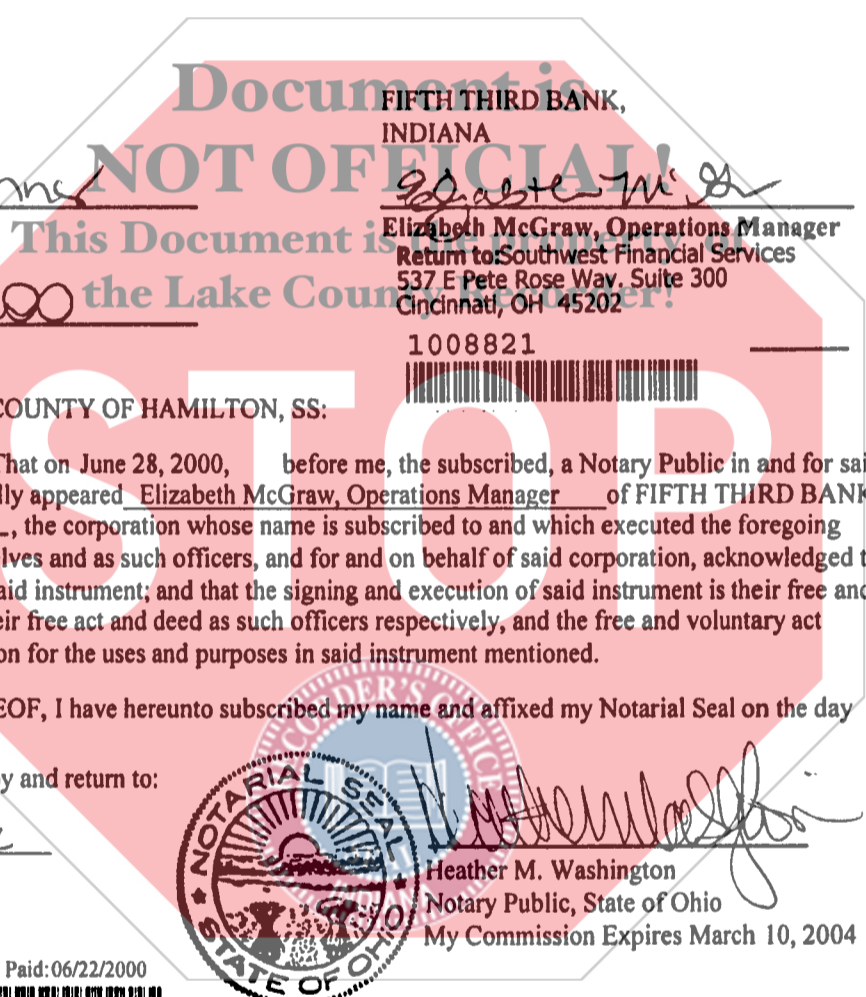 Document is
NOT OFFICIAL!
This Document is the property of
the Lake County Recorder!
STOP
FIFTH THIRD BANK,
INDIANA
Elizabeth McGraw, Operations Manager
Return to:Southwest Financial Services
537 E Pete Rose Way, Suite 300
Cincinnati, OH 45202
1008821
COUNTY OF HAMILTON, SS:
That on June 28, 2000, before me, the subscribed, a Notary Public in and for sai
lly appeared Elizabeth McGraw, Operations Manager of FIFTH THIRD BANK
, the corporation whose name is subscribed to and which executed the foregoing
lves and as such officers, and for and on behalf of said corporation, acknowledged t
aid instrument; and that the signing and execution of said instrument is their free and
eir free act and deed as such officers respectively, and the free and voluntary act
on for the uses and purposes in said instrument mentioned.
EOF, I have hereunto subscribed my name and affixed my Notarial Seal on the day
y and return to:
NOTARIAL SEAL
STATE OF OHIO
INDIANA
Heather M. Washington
Notary Public, State of Ohio
My Commission Expires March 10, 2004
Paid:06/22/2000